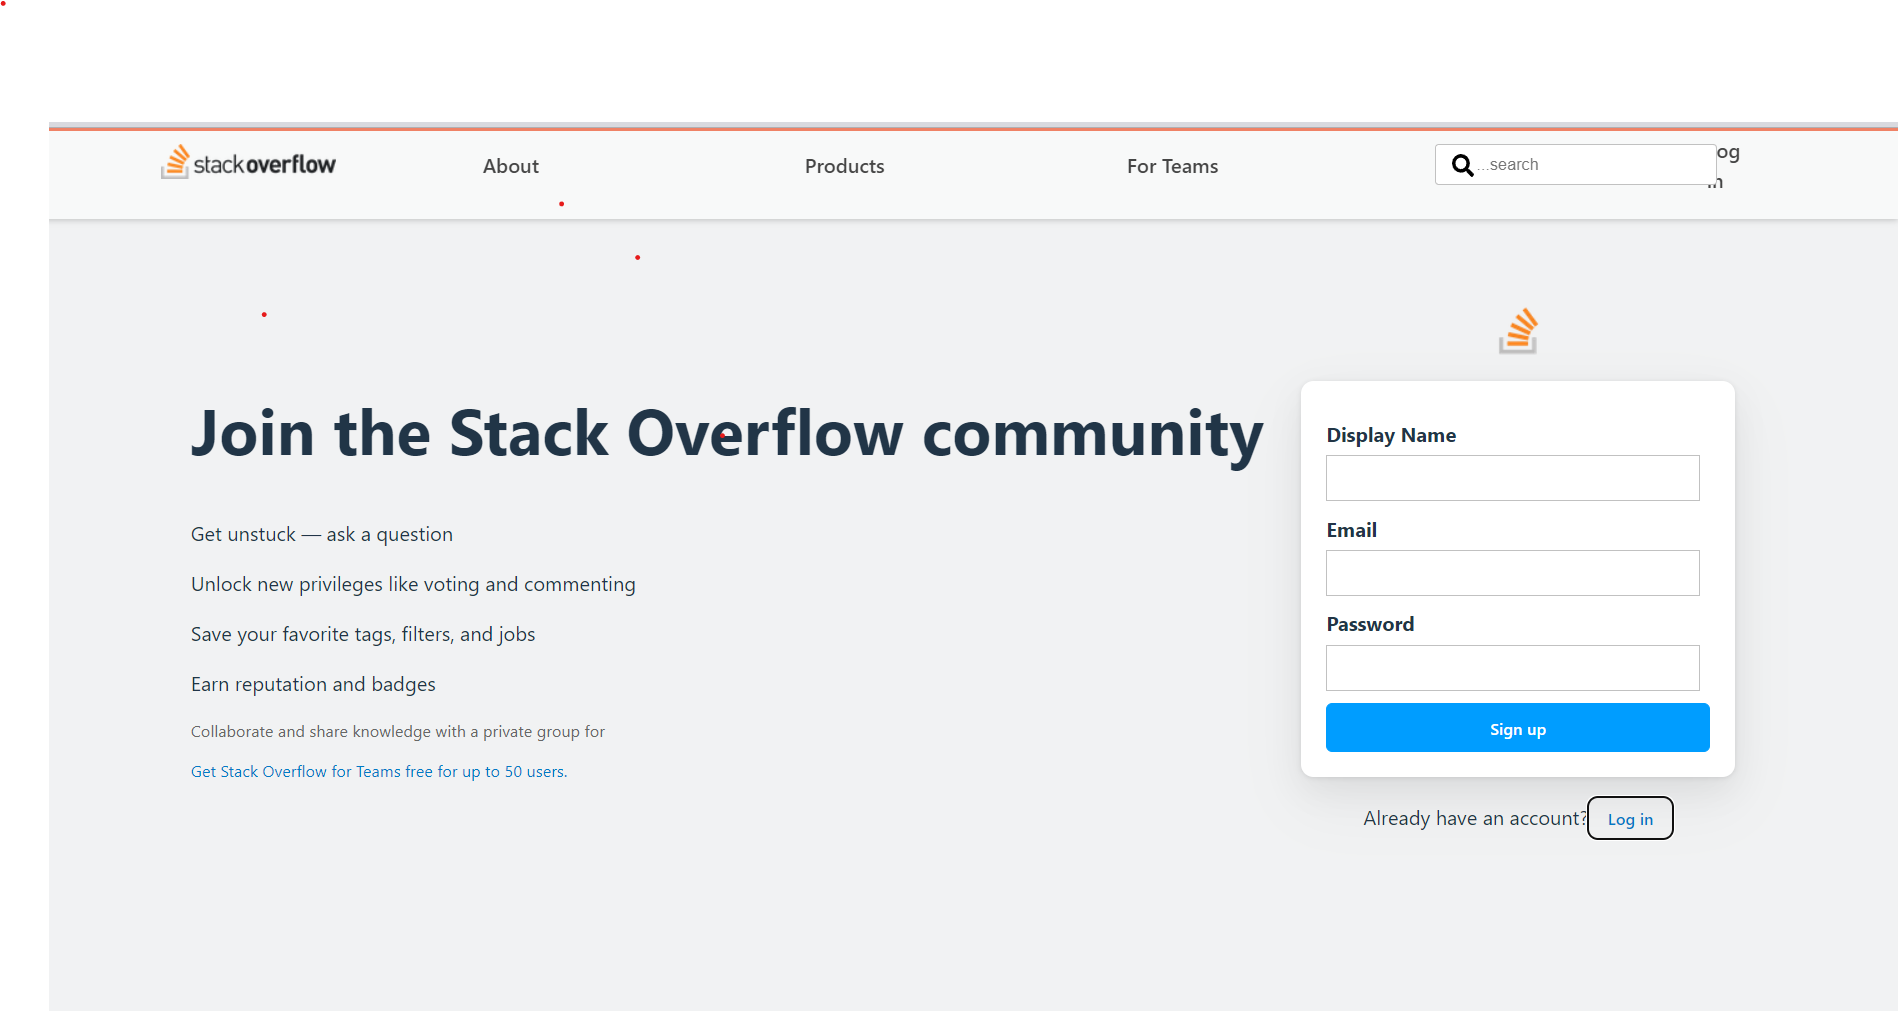 stackoverflow
About
Products
For Teams
...search
Join the Stack Overflow community
Get unstuck — ask a question
Unlock new privileges like voting and commenting
Save your favorite tags, filters, and jobs
Earn reputation and badges
Collaborate and share knowledge with a private group for
Get Stack Overflow for Teams free for up to 50 users.
Display Name
Email
Password
Sign up
Already have an account?
Log in